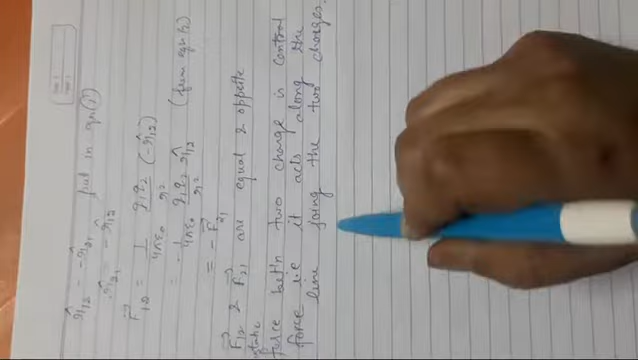 r̂₁₂ = -r̂₂₁ put in eqn(1)
r̂₂₁ = -r̂₁₂
F⃗₁₂ = 1/4πε₀ q₁q₂/r² (-r̂₁₂)
= -1/4πε₀ q₁q₂/r² r̂₁₂ (from eqn
= -F⃗₂₁
F⃗₁₂ & F⃗₂₁ are equal & oppette
force betn two charge is central
force i.e it acts along the
line joing the two charges.